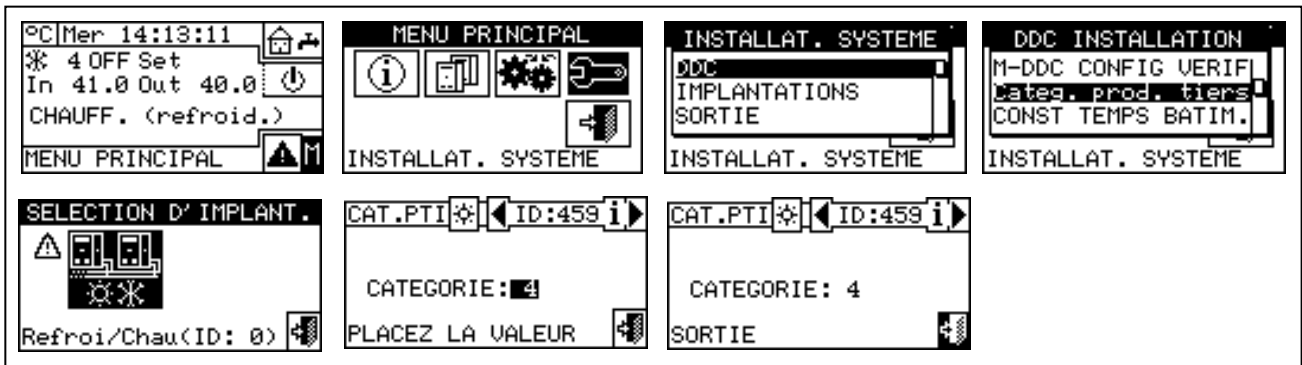 °C Mer 14:13:11
4 OFF Set
In 41.0 Out 40.0
CHAUFF. (refroid.)
MENU PRINCIPAL M
MENU PRINCIPAL
i
INSTALLAT. SYSTEME
INSTALLAT. SYSTEME
DDC
IMPLANTATIONS
SORTIE
INSTALLAT. SYSTEME
DDC INSTALLATION
M-DDC CONFIG VERIF
Categ. prod. tiers
CONST TEMPS BATIM.
INSTALLAT. SYSTEME
SELECTION D'IMPLANT.
Refroi/Chau(ID: 0)
CAT.PTI ID:459 i
CATEGORIE: 4
PLACEZ LA VALEUR
CAT.PTI ID:459 i
CATEGORIE: 4
SORTIE